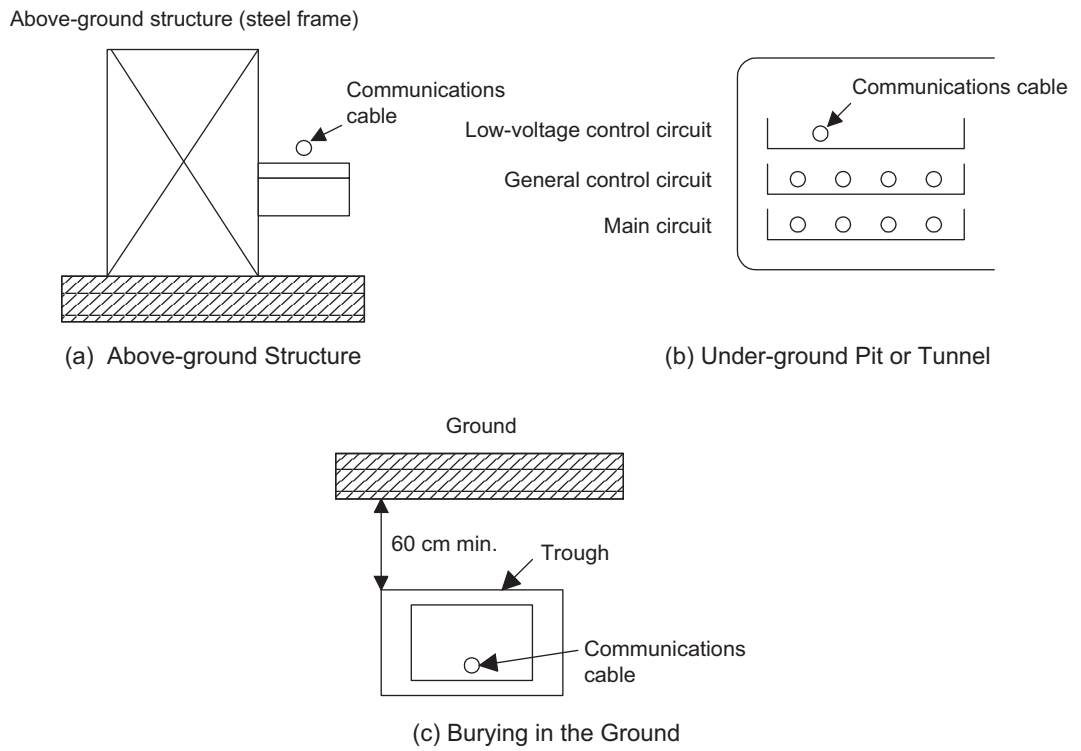 Above-ground structure (steel frame)
Communications
cable
(a) Above-ground Structure
Communications cable
Low-voltage control circuit
General control circuit
Main circuit
(b) Under-ground Pit or Tunnel
Ground
60 cm min.
Trough
Communications
cable
(c) Burying in the Ground